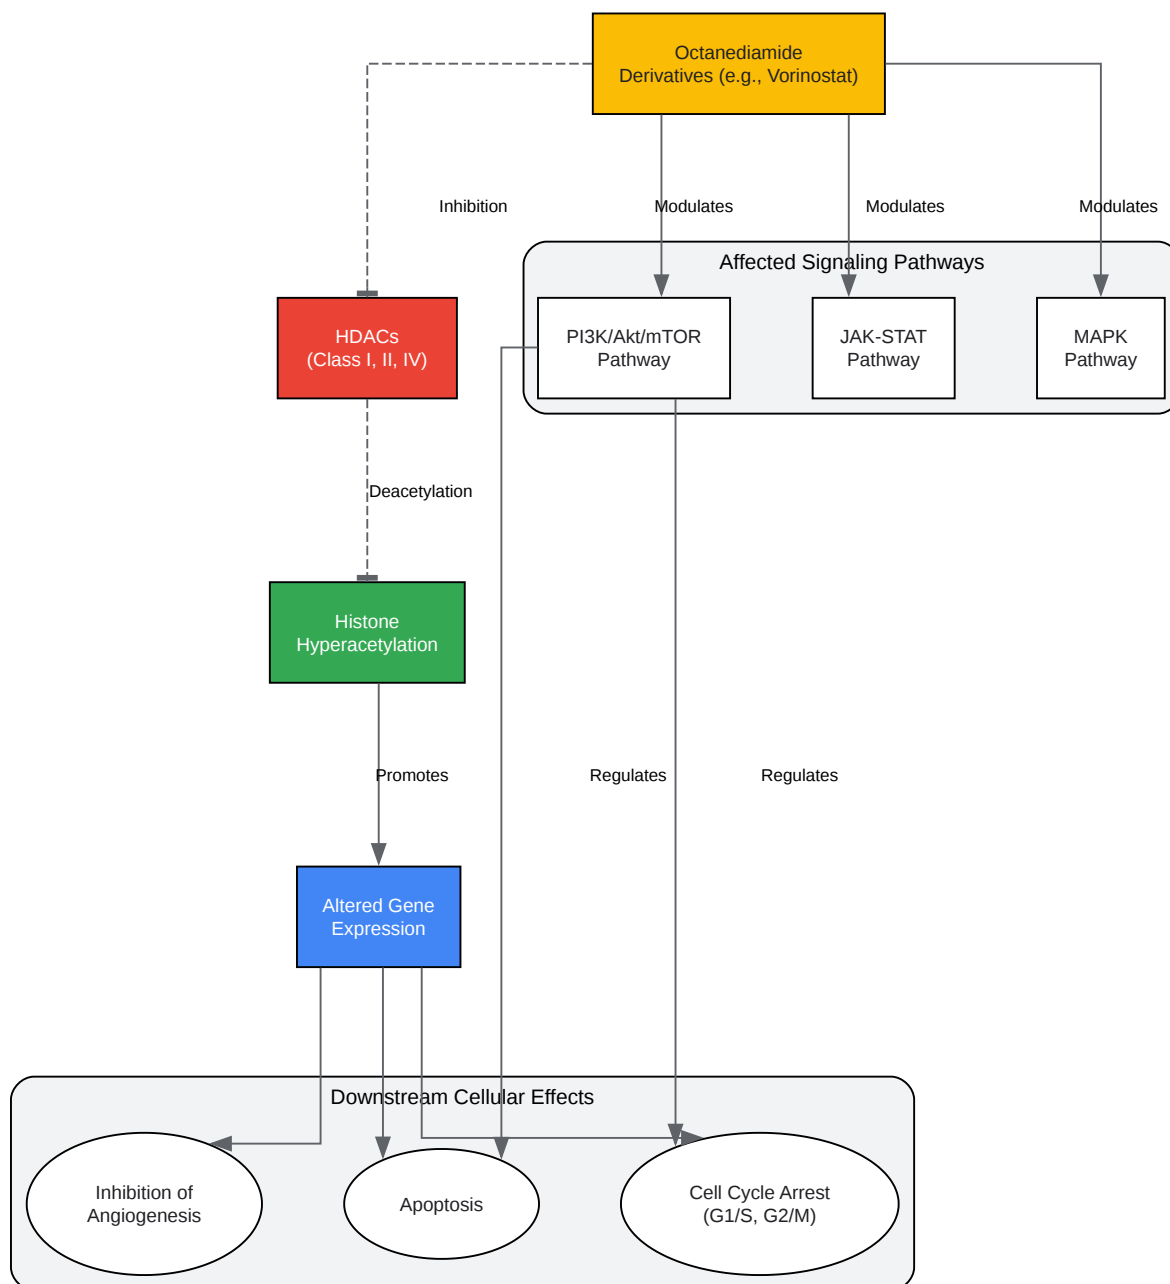 Octanediamide
Derivatives (e.g., Vorinostat)
Inhibition
Modulates
Modulates
Modulates
Affected Signaling Pathways
HDACs
(Class I, II, IV)
PI3K/Akt/mTOR
Pathway
JAK-STAT
Pathway
MAPK
Pathway
Deacetylation
Histone
Hyperacetylation
Promotes
Regulates
Regulates
Altered Gene
Expression
Downstream Cellular Effects
Inhibition of
Angiogenesis
Apoptosis
Cell Cycle Arrest
(G1/S, G2/M)